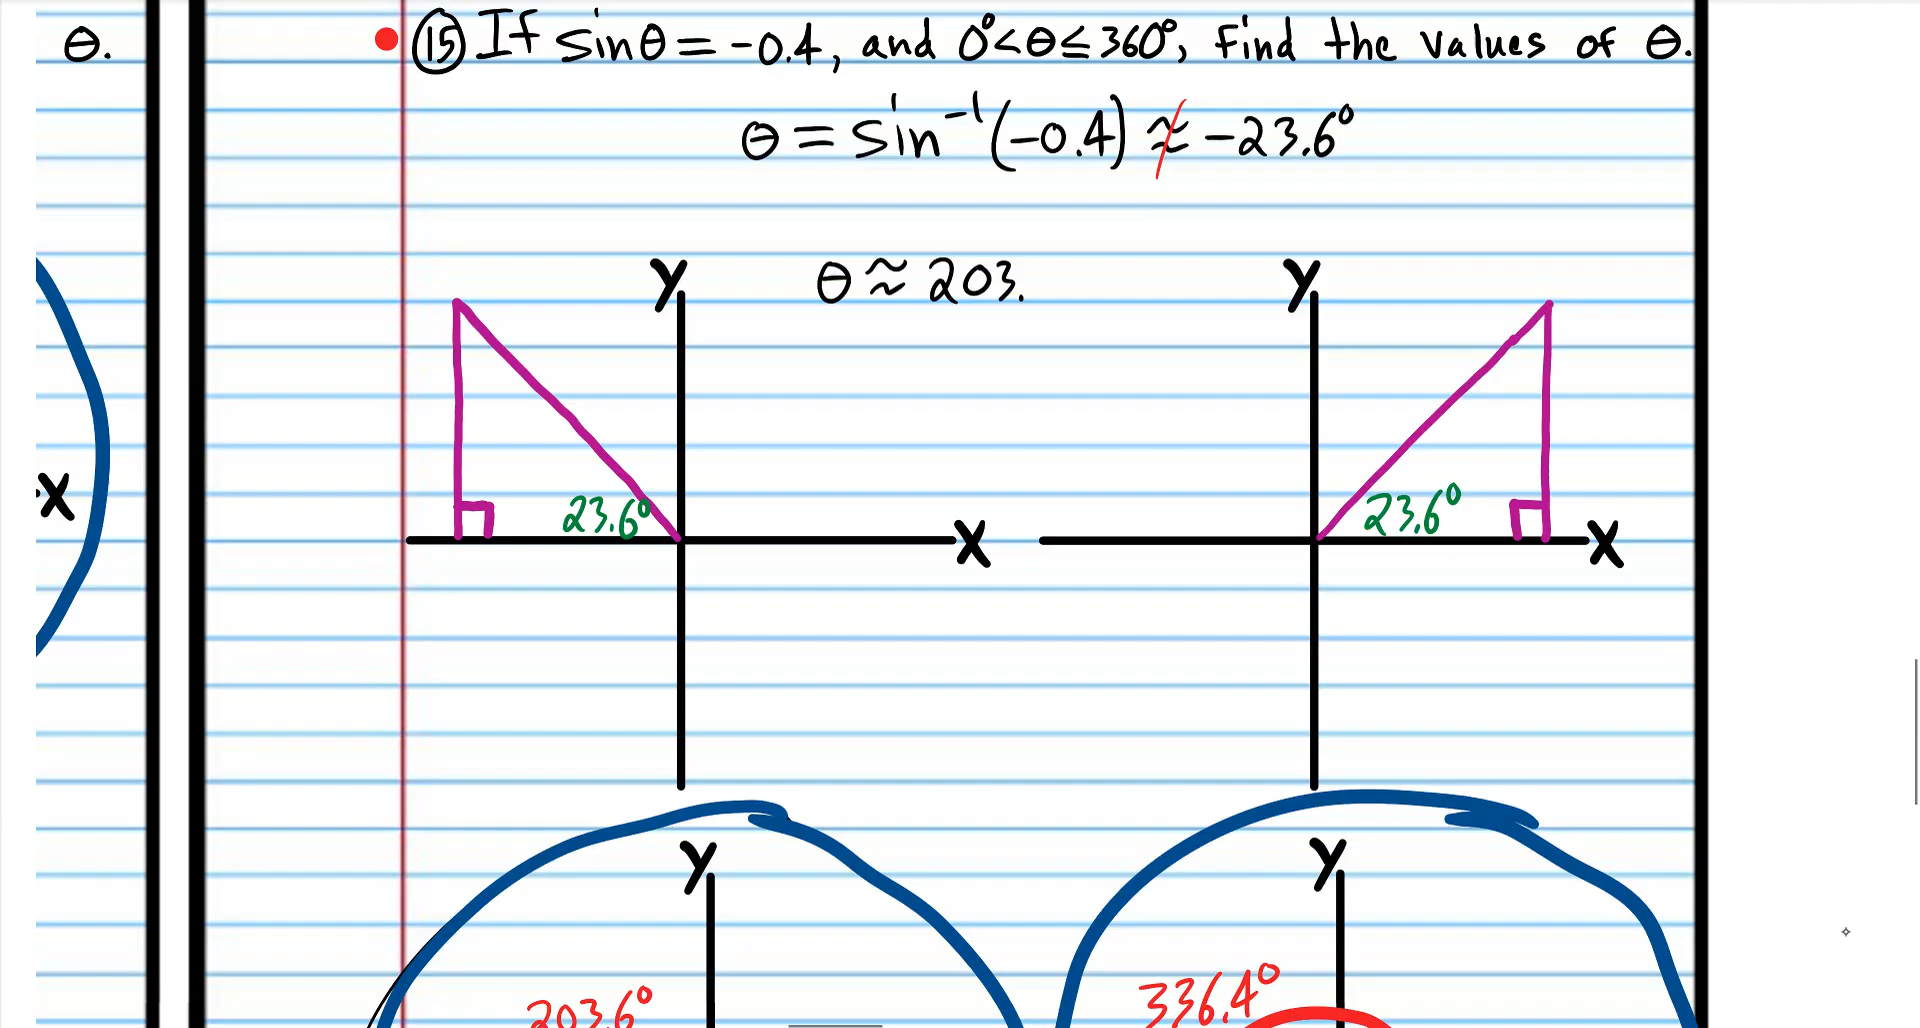 θ.
⑮ If sinθ = -0.4, and 0°<θ≤360°, find the values of θ.
θ = sin⁻¹(-0.4) ≉ -23.6°
y θ ≈ 203. y
23.6° 23.6°
x x x
y y
203.6° 336.4°